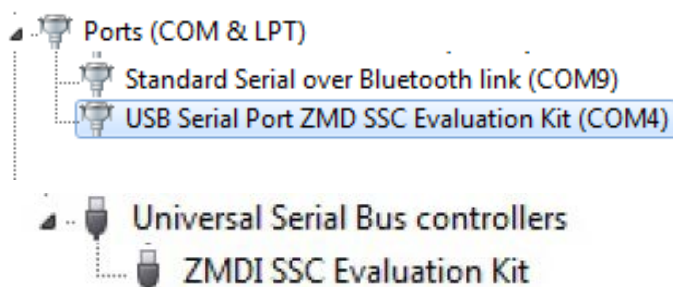 Ports (COM & LPT)
Standard Serial over Bluetooth link (COM9)
USB Serial Port ZMD SSC Evaluation Kit (COM4)
Universal Serial Bus controllers
ZMDI SSC Evaluation Kit